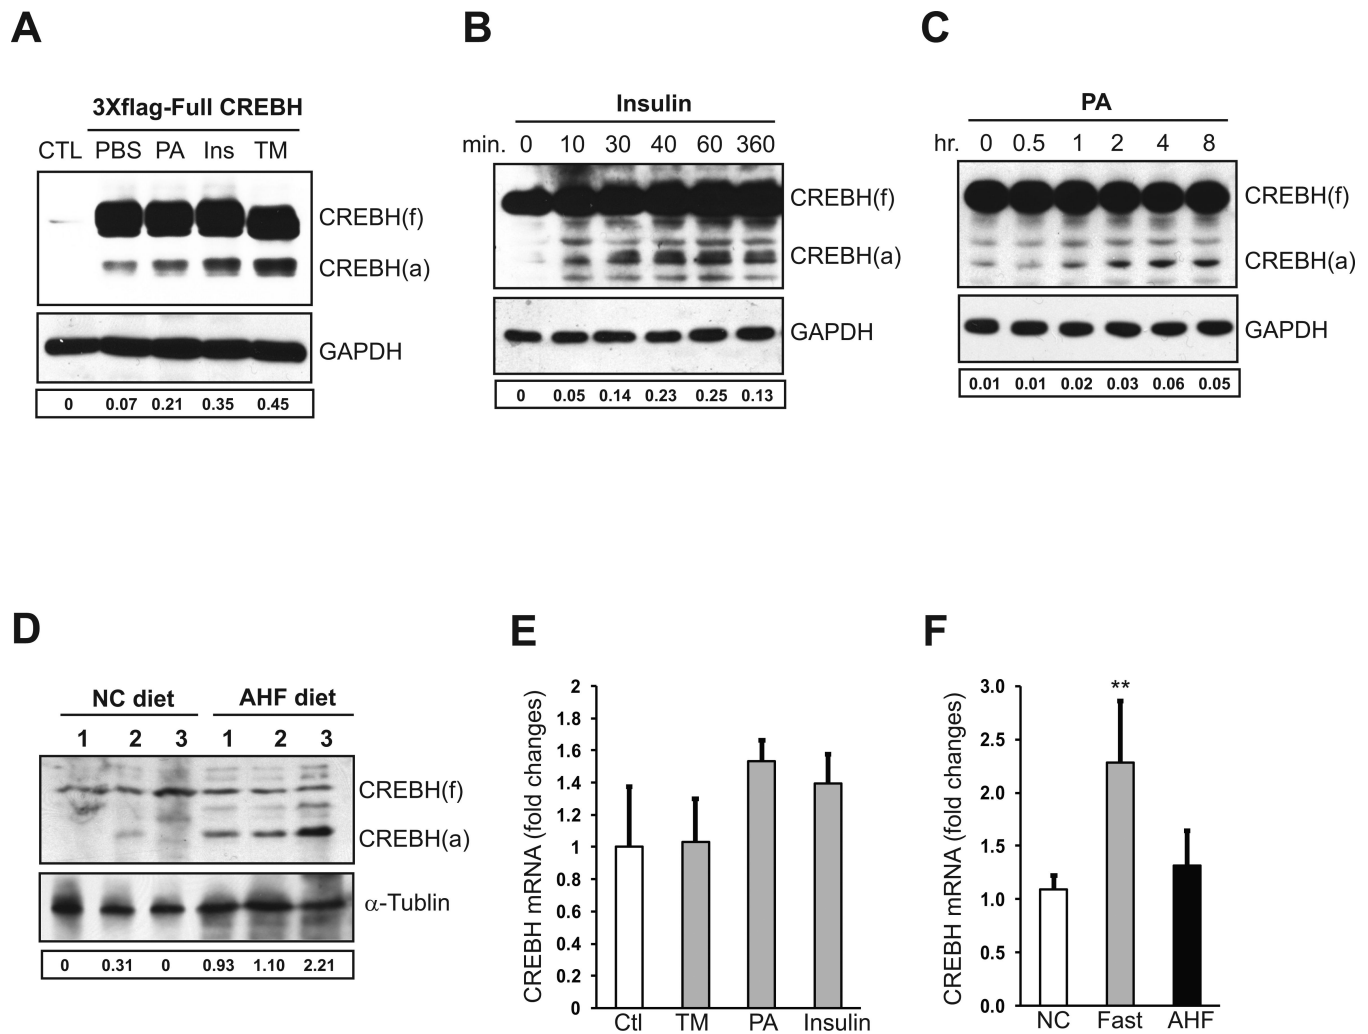 A
3Xflag-Full CREBH
CTL PBS PA Ins TM
CREBH(f)
CREBH(a)
GAPDH
0 0.07 0.21 0.35 0.45
B
Insulin
min. 0 10 30 40 60 360
CREBH(f)
CREBH(a)
GAPDH
0 0.05 0.14 0.23 0.25 0.13
C
PA
hr. 0 0.5 1 2 4 8
CREBH(f)
CREBH(a)
GAPDH
0.01 0.01 0.02 0.03 0.06 0.05
D
NC diet AHF diet
1 2 3 1 2 3
CREBH(f)
CREBH(a)
α-Tublin
0 0.31 0 0.93 1.10 2.21
E
CREBH mRNA (fold changes)
2
1.8
1.6
1.4
1.2
1
0.8
0.6
0.4
0.2
0
Ctl TM PA Insulin
F
CREBH mRNA (fold changes)
3.0
2.5
2.0
1.5
1.0
0.5
0.0
**
NC Fast AHF